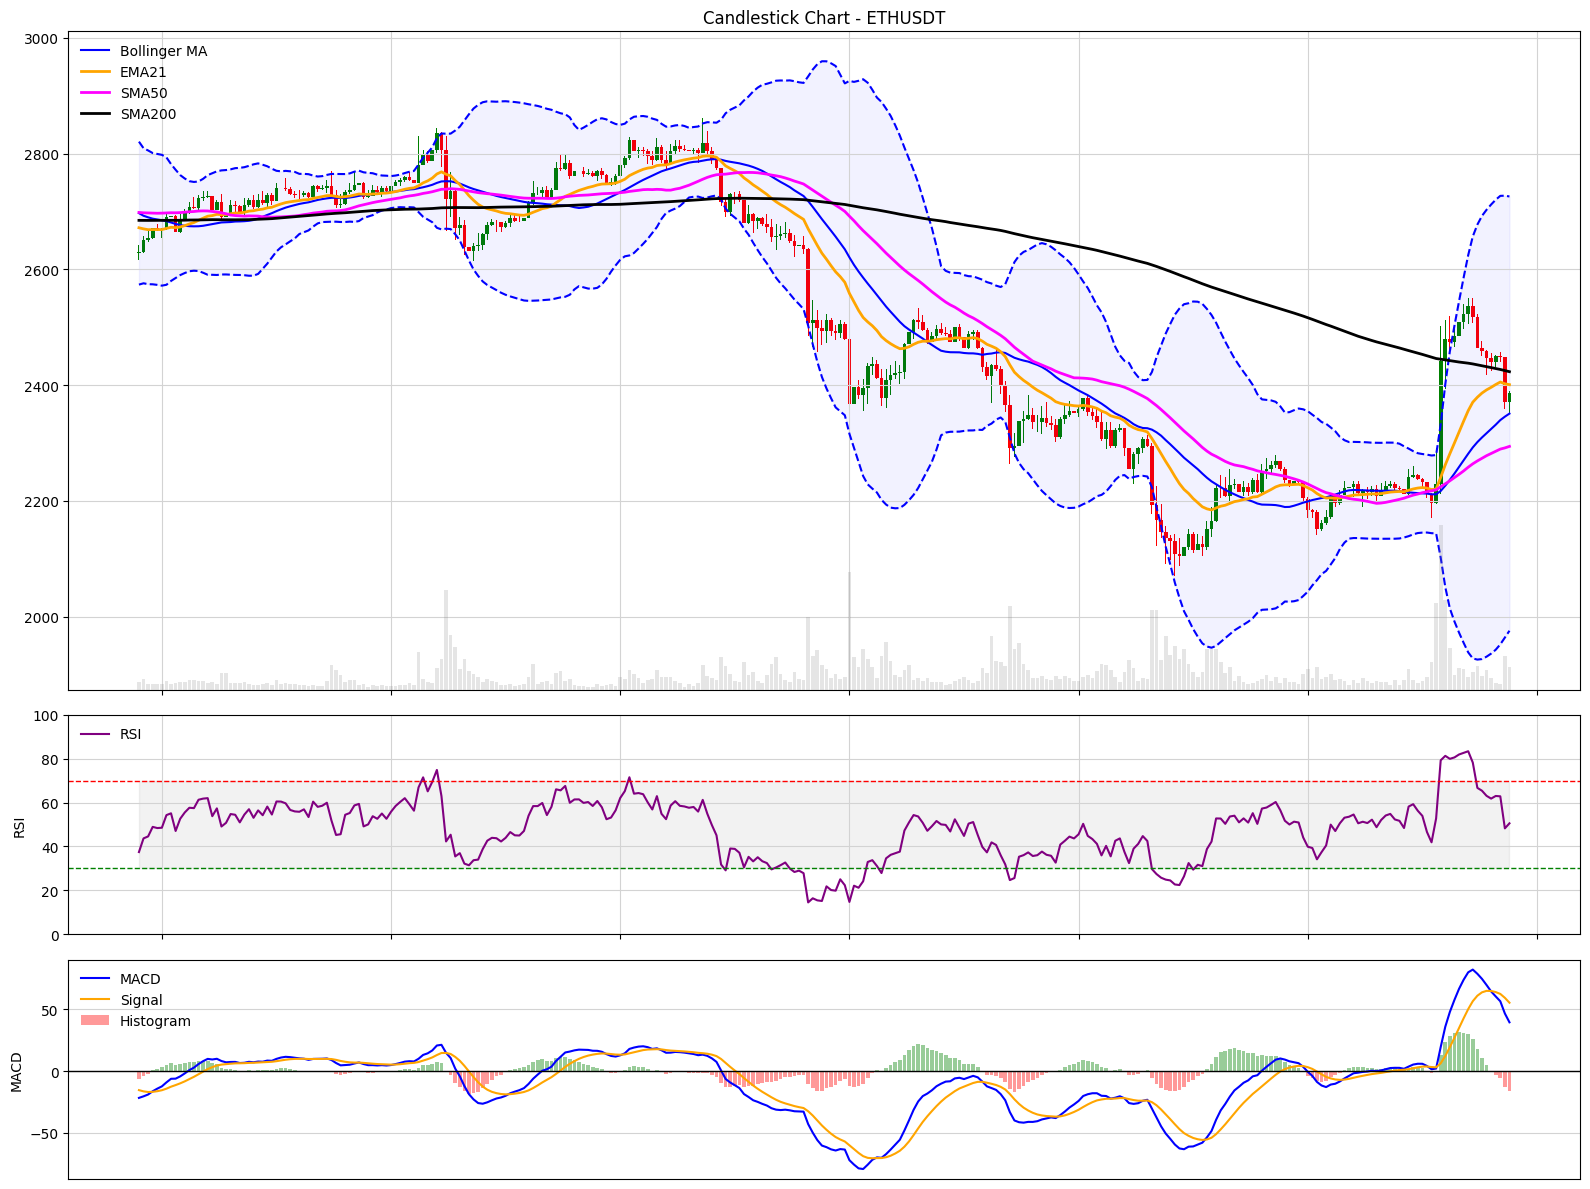 Candlestick Chart - ETHUSDT
3000
2800
2600
2400
2200
2000
Bollinger MA
EMA21
SMA50
SMA200
100
80
60
40
20
0
RSI
RSI
50
0
−50
MACD
MACD
Signal
Histogram